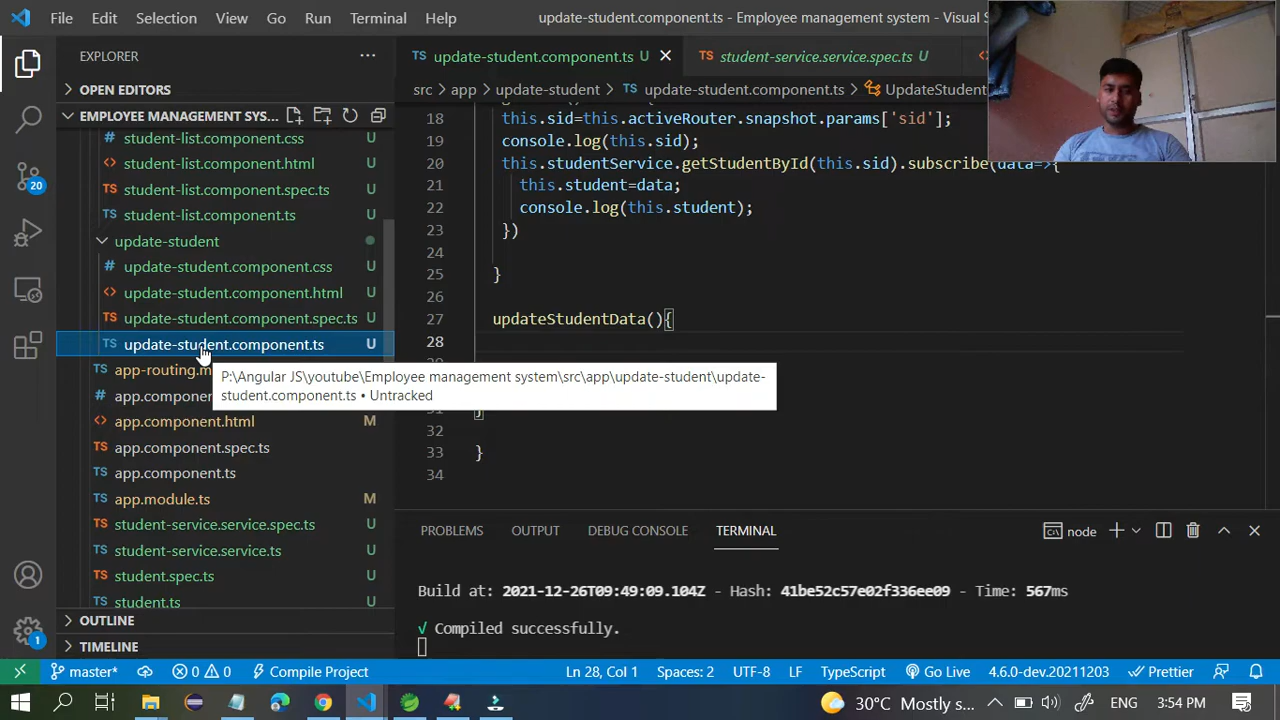 File Edit Selection View Go Run Terminal Help
update-student.component.ts - Employee management system - Visual S
EXPLORER
OPEN EDITORS
EMPLOYEE MANAGEMENT SYS...
student-list.component.css U
student-list.component.html U
student-list.component.spec.ts U
student-list.component.ts U
update-student
update-student.component.css U
update-student.component.html U
update-student.component.spec.ts U
update-student.component.ts U
app-routing.m
app.componen
app.component.html M
app.component.spec.ts
app.component.ts
app.module.ts M
student-service.service.spec.ts U
student-service.service.ts U
student.spec.ts U
student.ts U
OUTLINE
TIMELINE
20
1
P:\Angular JS\youtube\Employee management system\src\app\update-student\update-
student.component.ts • Untracked
TS update-student.component.ts U
TS student-service.service.spec.ts U
src > app > update-student > TS update-student.component.ts > UpdateStudent
18 this.sid=this.activeRouter.snapshot.params['sid'];
19 console.log(this.sid);
20 this.studentService.getStudentById(this.sid).subscribe(data=>{
21 this.student=data;
22 console.log(this.student);
23 })
24
25 }
26
27 updateStudentData(){
28
32
33 }
34
PROBLEMS OUTPUT DEBUG CONSOLE TERMINAL
node
Build at: 2021-12-26T09:49:09.104Z - Hash: 41be52c57e02f336ee09 - Time: 567ms
√ Compiled successfully.
master* 0 0 Compile Project
Ln 28, Col 1 Spaces: 2 UTF-8 LF TypeScript Go Live 4.6.0-dev.20211203 Prettier
30°C Mostly s... ENG 3:54 PM